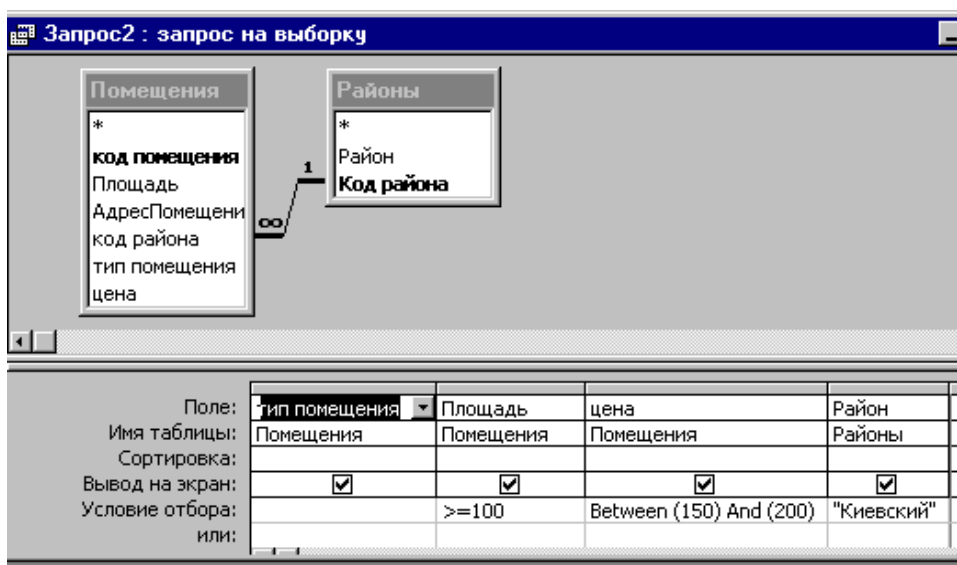 Запрос2 : запрос на выборку
Помещения
*
код помещения
Площадь
АдресПомещени
код района
тип помещения
цена
∞
1
Районы
*
Район
Код района
Поле: тип помещения Площадь цена Район
Имя таблицы: Помещения Помещения Помещения Районы
Сортировка:
Вывод на экран:
Условие отбора: >=100 Between (150) And (200) "Киевский"
или: